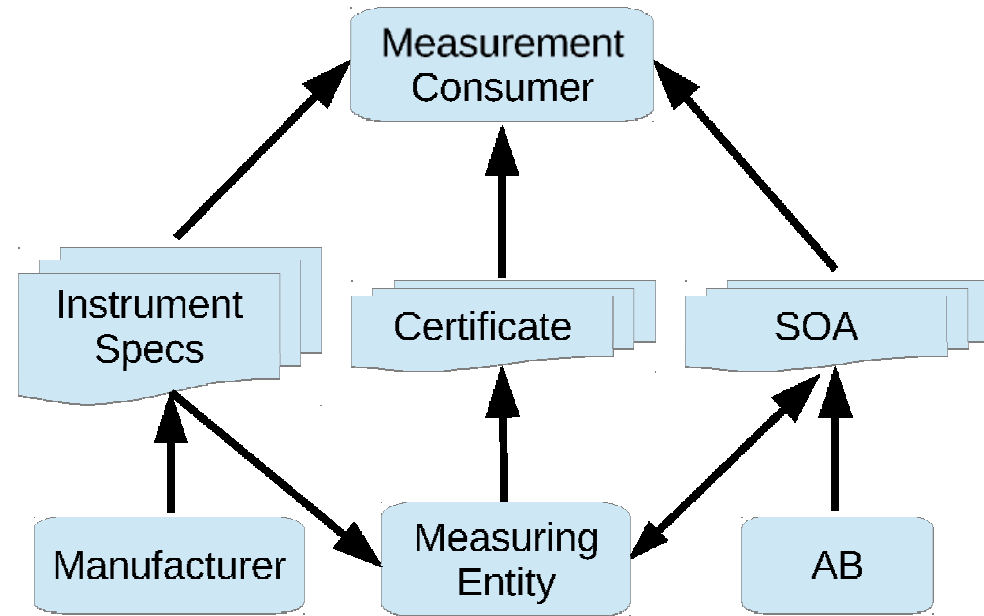 Measurement
Consumer
Instrument
Specs
Certificate
SOA
Manufacturer
Measuring
Entity
AB